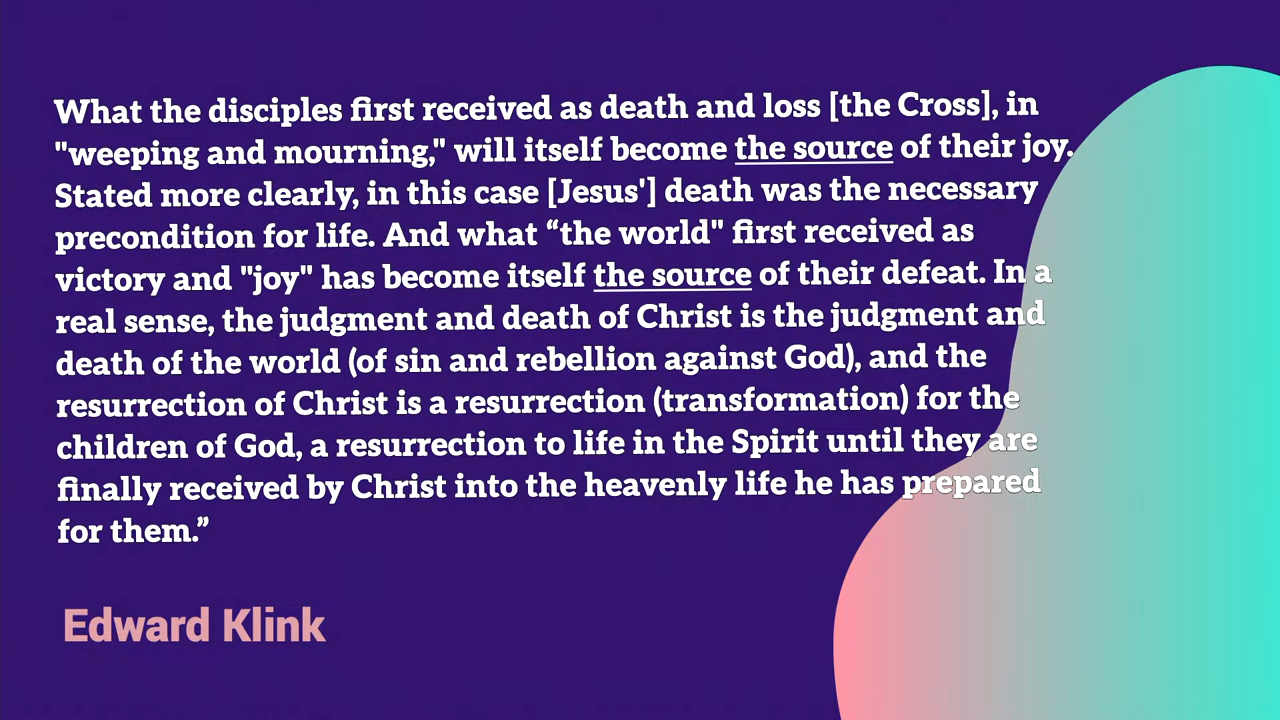 What the disciples first received as death and loss [the Cross], in
"weeping and mourning," will itself become the source of their joy.
Stated more clearly, in this case [Jesus'] death was the necessary
precondition for life. And what “the world" first received as
victory and "joy" has become itself the source of their defeat. In a
real sense, the judgment and death of Christ is the judgment and
death of the world (of sin and rebellion against God), and the
resurrection of Christ is a resurrection (transformation) for the
children of God, a resurrection to life in the Spirit until they are
finally received by Christ into the heavenly life he has prepared
for them.”
Edward Klink